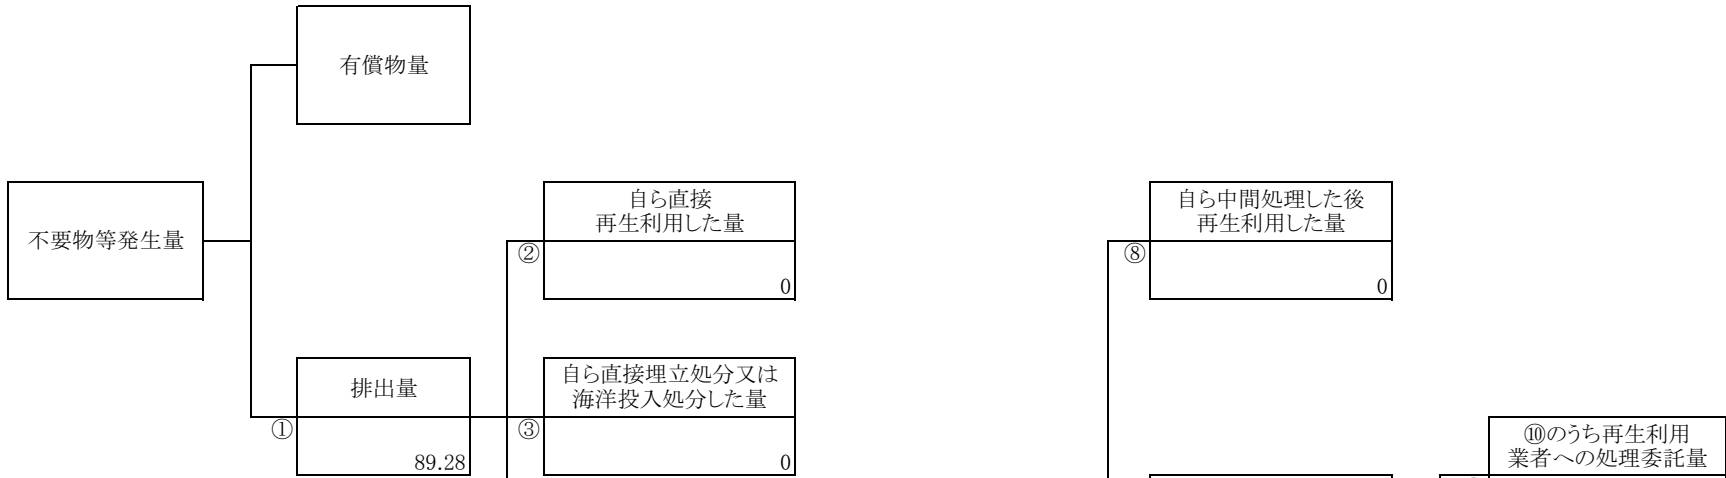 有償物量
不要物等発生量
自ら直接
再生利用した量
②
0
自ら中間処理した後
再生利用した量
⑧
0
排出量
①
89.28
自ら直接埋立処分又は
海洋投入処分した量
③
0
⑩のうち再生利用
業者への処理委託量